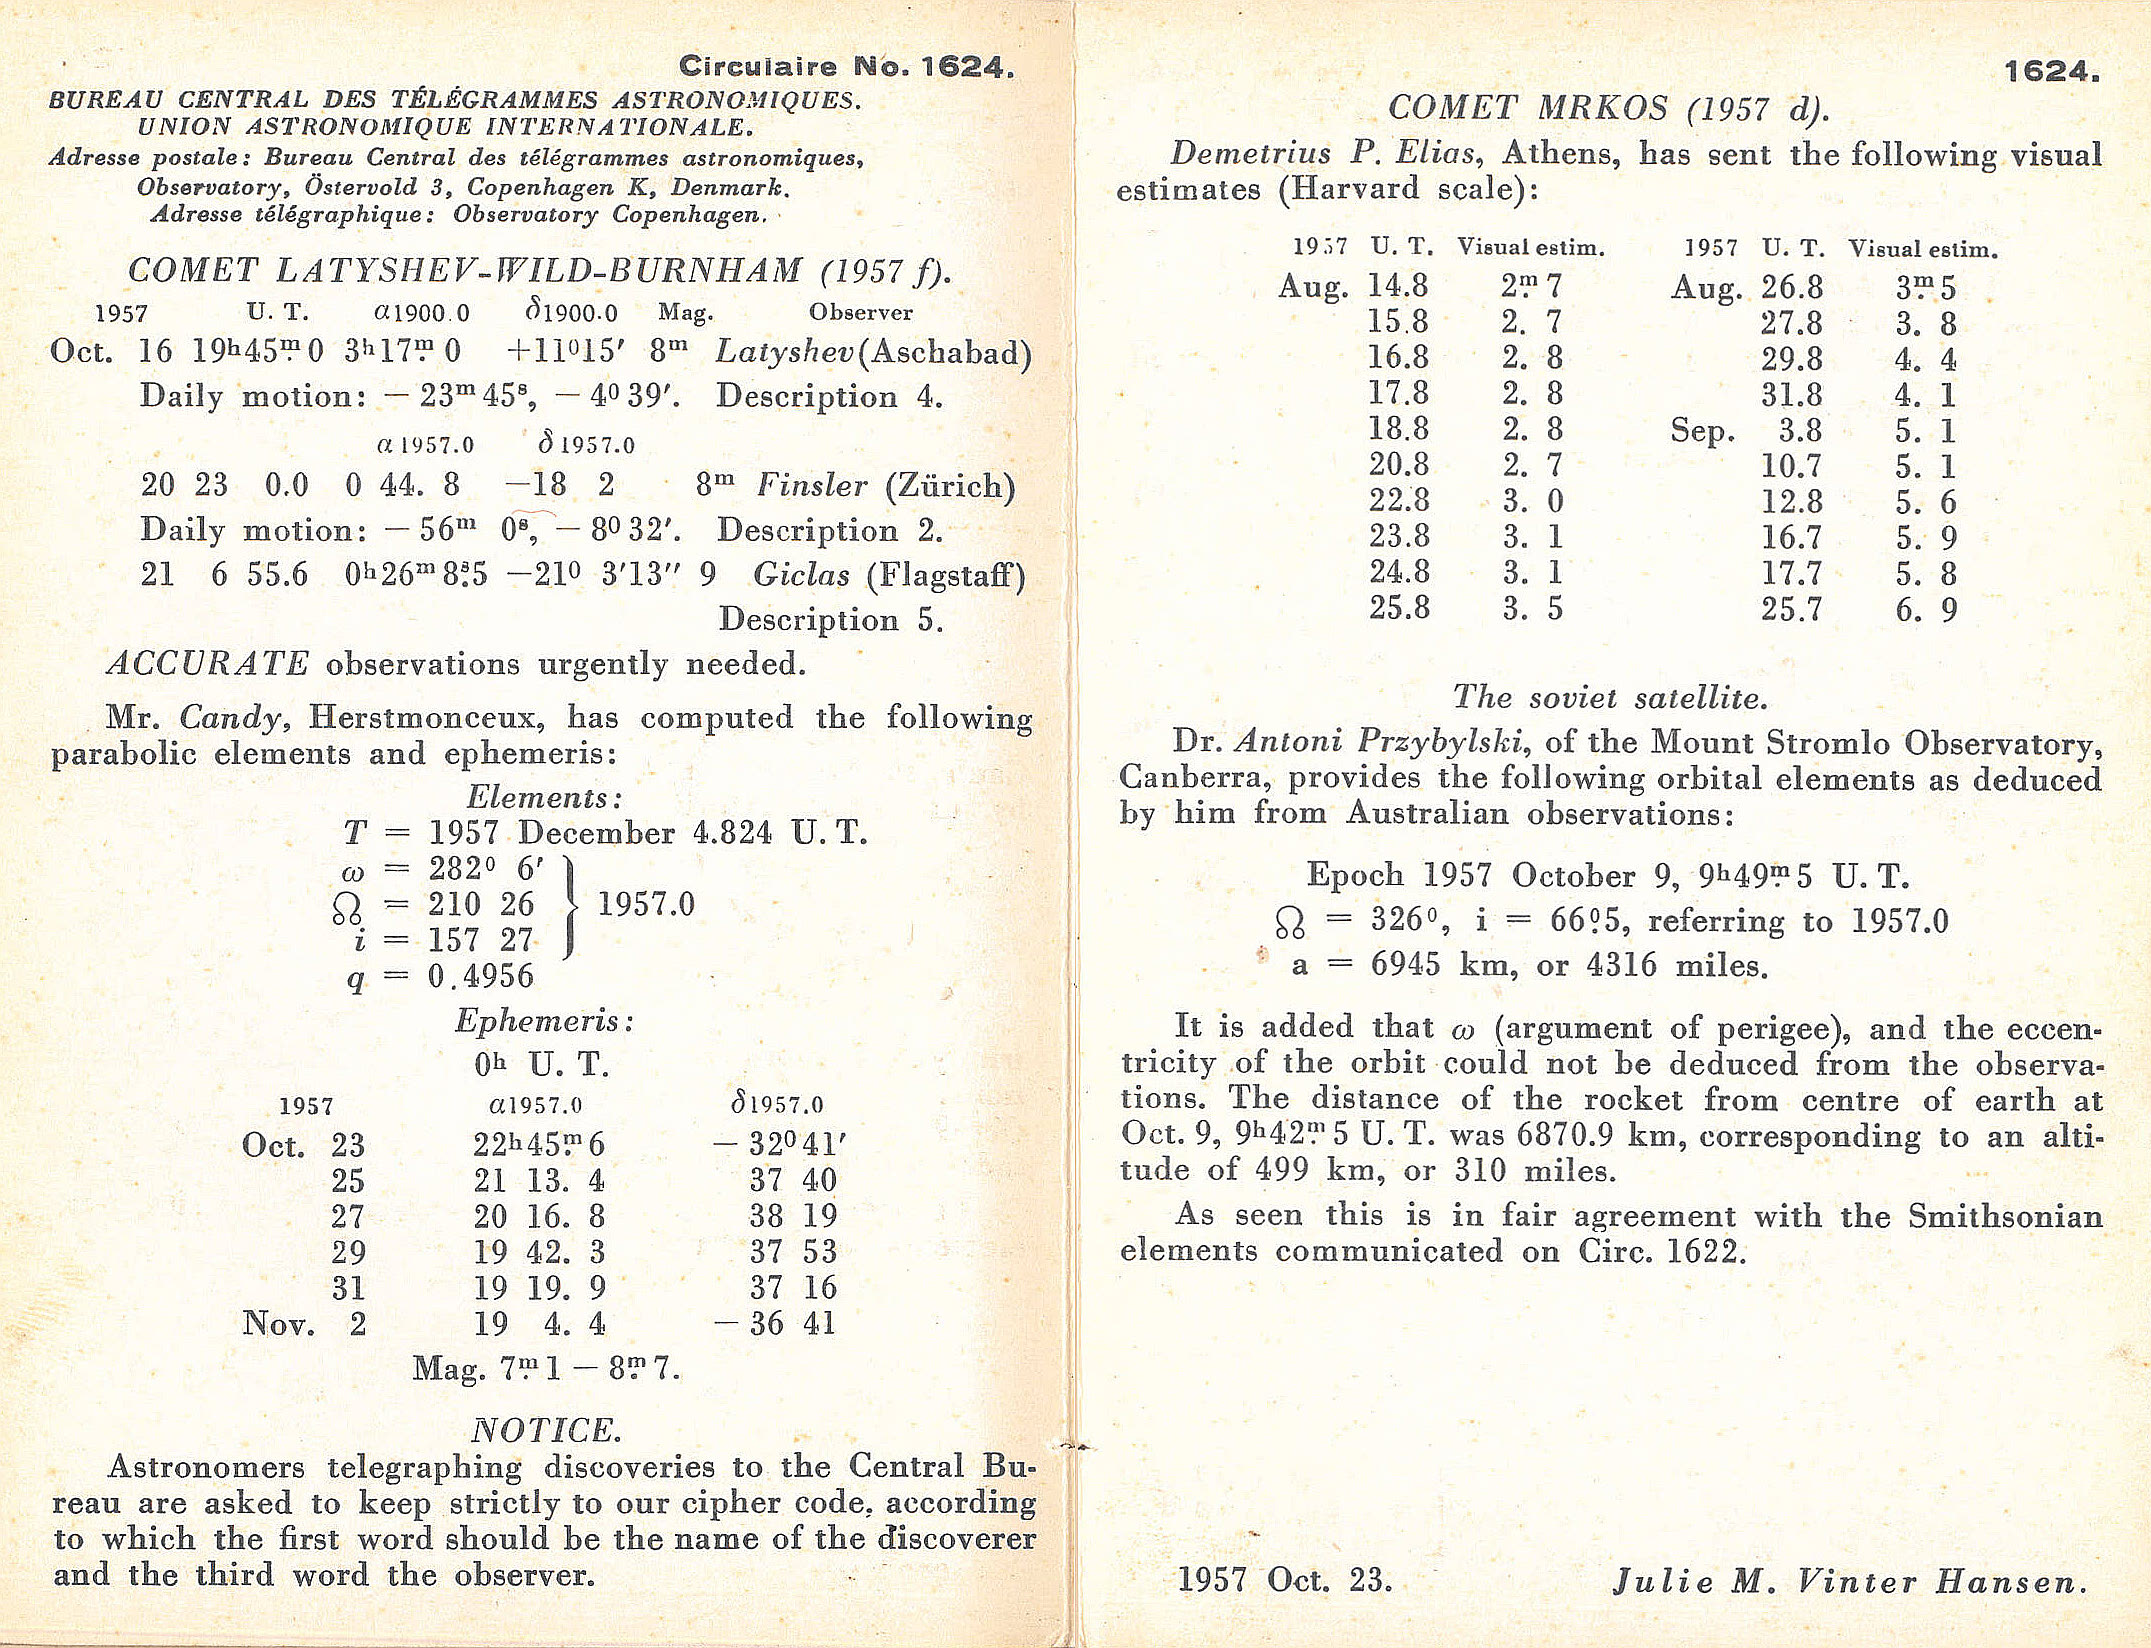 Circulaire No. 1624.
BUREAU CENTRAL DES TÉLÉGRAMMES ASTRONOMIQUES.
UNION ASTRONOMIQUE INTERNATIONALE.
Adresse postale: Bureau Central des télégrammes astronomiques,
Observatory, Östervold 3, Copenhagen K, Denmark.
Adresse télégraphique: Observatory Copenhagen.
COMET LATYSHEV-WILD-BURNHAM (1957 f).
1957 U. T. α1900.0 δ1900.0 Mag. Observer
Oct. 16 19ʰ45ᵐ.0 3ʰ17ᵐ.0 +11⁰15′ 8ᵐ Latyshev (Aschabad)
Daily motion: — 23ᵐ45ˢ, — 4⁰39′. Description 4.
α1957.0 δ1957.0
20 23 0.0 0 44. 8 —18 2 8ᵐ Finsler (Zürich)
Daily motion: — 56ᵐ 0ˢ, — 8⁰32′. Description 2.
21 6 55.6 0ʰ26ᵐ8ˢ.5 —21⁰ 3′13″ 9 Giclas (Flagstaff)
Description 5.
ACCURATE observations urgently needed.
Mr. Candy, Herstmonceux, has computed the following
parabolic elements and ephemeris:
Elements:
T = 1957 December 4.824 U. T.
ω = 282⁰ 6′
☊ = 210 26 } 1957.0
i = 157 27
q = 0.4956
Ephemeris:
0ʰ U. T.
1957 α1957.0 δ1957.0
Oct. 23 22ʰ45ᵐ.6 — 32⁰41′
25 21 13. 4 37 40
27 20 16. 8 38 19
29 19 42. 3 37 53
31 19 19. 9 37 16
Nov. 2 19 4. 4 — 36 41
Mag. 7ᵐ.1 — 8ᵐ.7.
NOTICE.
Astronomers telegraphing discoveries to the Central Bu-
reau are asked to keep strictly to our cipher code, according
to which the first word should be the name of the discoverer
and the third word the observer.
1624.
COMET MRKOS (1957 d).
Demetrius P. Elias, Athens, has sent the following visual
estimates (Harvard scale):
1957 U. T. Visual estim. 1957 U. T. Visual estim.
Aug. 14.8 2ᵐ.7 Aug. 26.8 3ᵐ.5
15.8 2. 7 27.8 3. 8
16.8 2. 8 29.8 4. 4
17.8 2. 8 31.8 4. 1
18.8 2. 8 Sep. 3.8 5. 1
20.8 2. 7 10.7 5. 1
22.8 3. 0 12.8 5. 6
23.8 3. 1 16.7 5. 9
24.8 3. 1 17.7 5. 8
25.8 3. 5 25.7 6. 9
The soviet satellite.
Dr. Antoni Przybylski, of the Mount Stromlo Observatory,
Canberra, provides the following orbital elements as deduced
by him from Australian observations:
Epoch 1957 October 9, 9ʰ49ᵐ.5 U. T.
☊ = 326⁰, i = 66⁰.5, referring to 1957.0
a = 6945 km, or 4316 miles.
It is added that ω (argument of perigee), and the eccen-
tricity of the orbit could not be deduced from the observa-
tions. The distance of the rocket from centre of earth at
Oct. 9, 9ʰ42ᵐ.5 U. T. was 6870.9 km, corresponding to an alti-
tude of 499 km, or 310 miles.
As seen this is in fair agreement with the Smithsonian
elements communicated on Circ. 1622.
1957 Oct. 23. Julie M. Vinter Hansen.